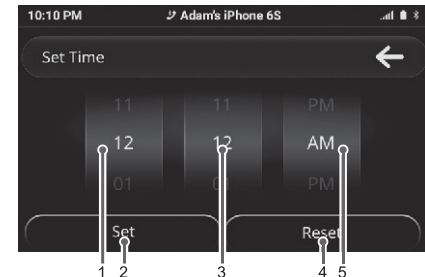 10:10 PM Adam's iPhone 6S
Set Time
11 11 PM
12 12 AM
01 01 PM
Set Reset
1 2 3 4 5